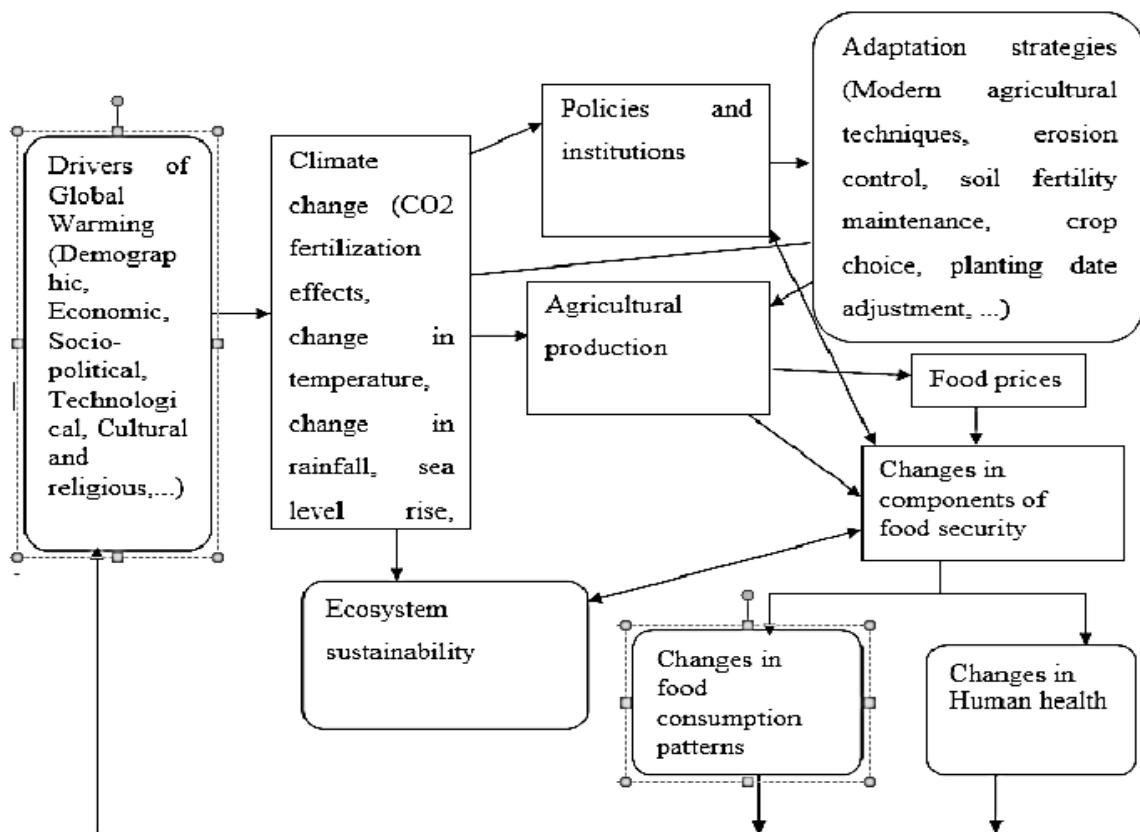 Drivers of
Global
Warming
(Demograp
hic,
Economic,
Socio-
political,
Technologi
cal, Cultural
and
religious,...)
Climate
change (CO2
fertilization
effects,
change in
temperature,
change in
rainfall, sea
level rise,
Policies and
institutions
Adaptation strategies
(Modern agricultural
techniques, erosion
control, soil fertility
maintenance, crop
choice, planting date
adjustment, ...)
Agricultural
production
Food prices
Changes in
components of
food security
Ecosystem
sustainability
Changes in
food
consumption
patterns
Changes in
Human health